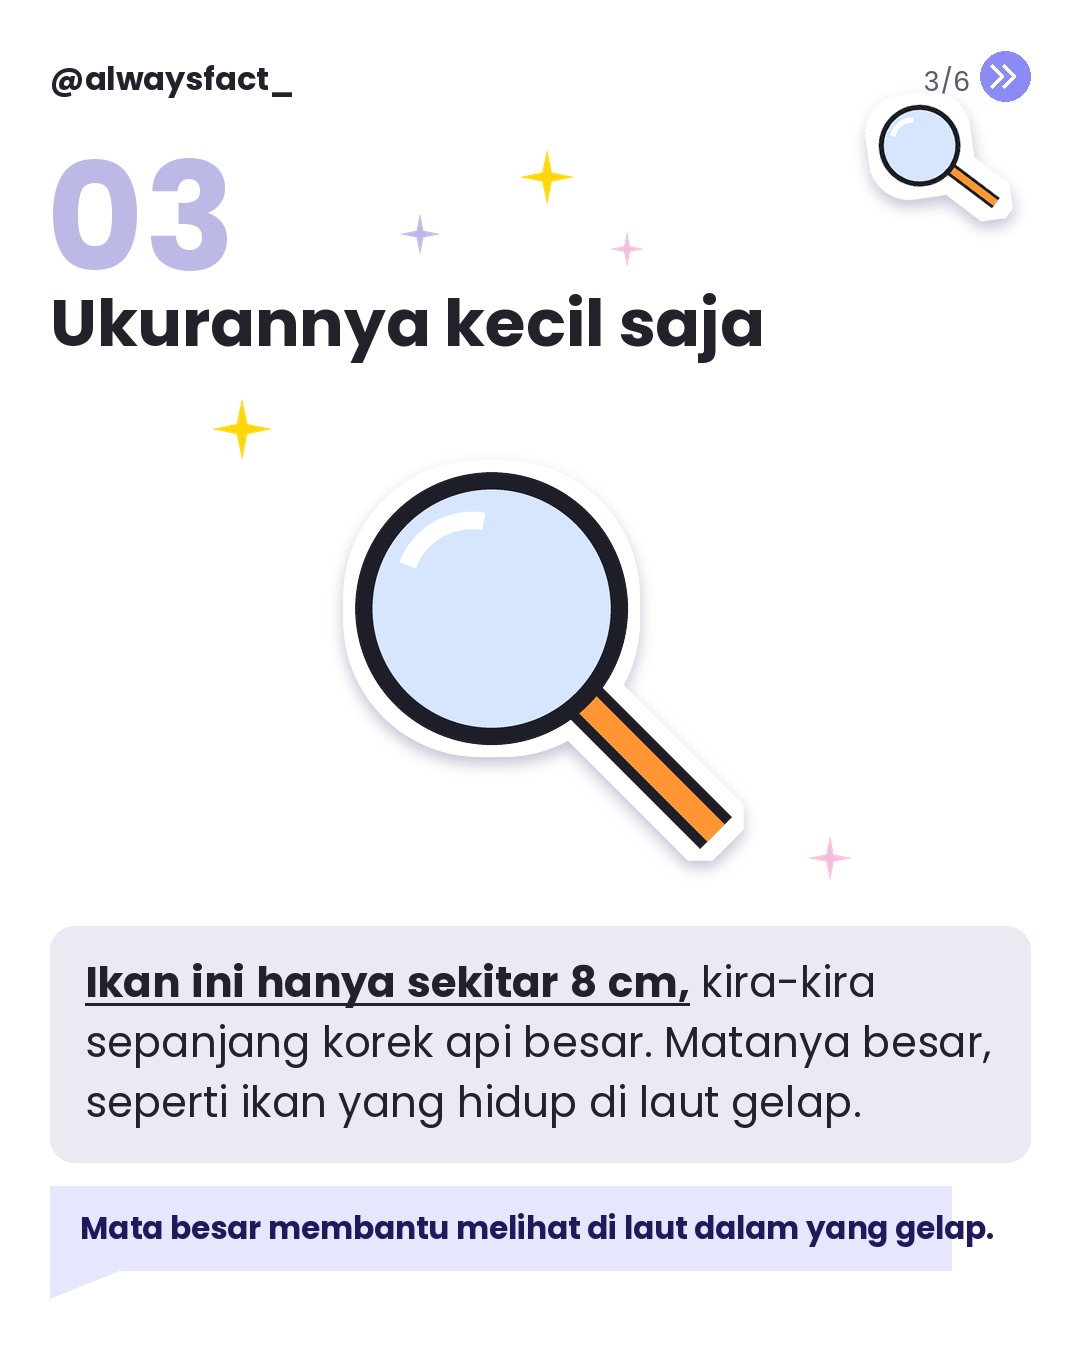 @alwaysfact_
3/6
03
Ukurannya kecil saja
Ikan ini hanya sekitar 8 cm, kira-kira
sepanjang korek api besar. Matanya besar,
seperti ikan yang hidup di laut gelap.
Mata besar membantu melihat di laut dalam yang gelap.